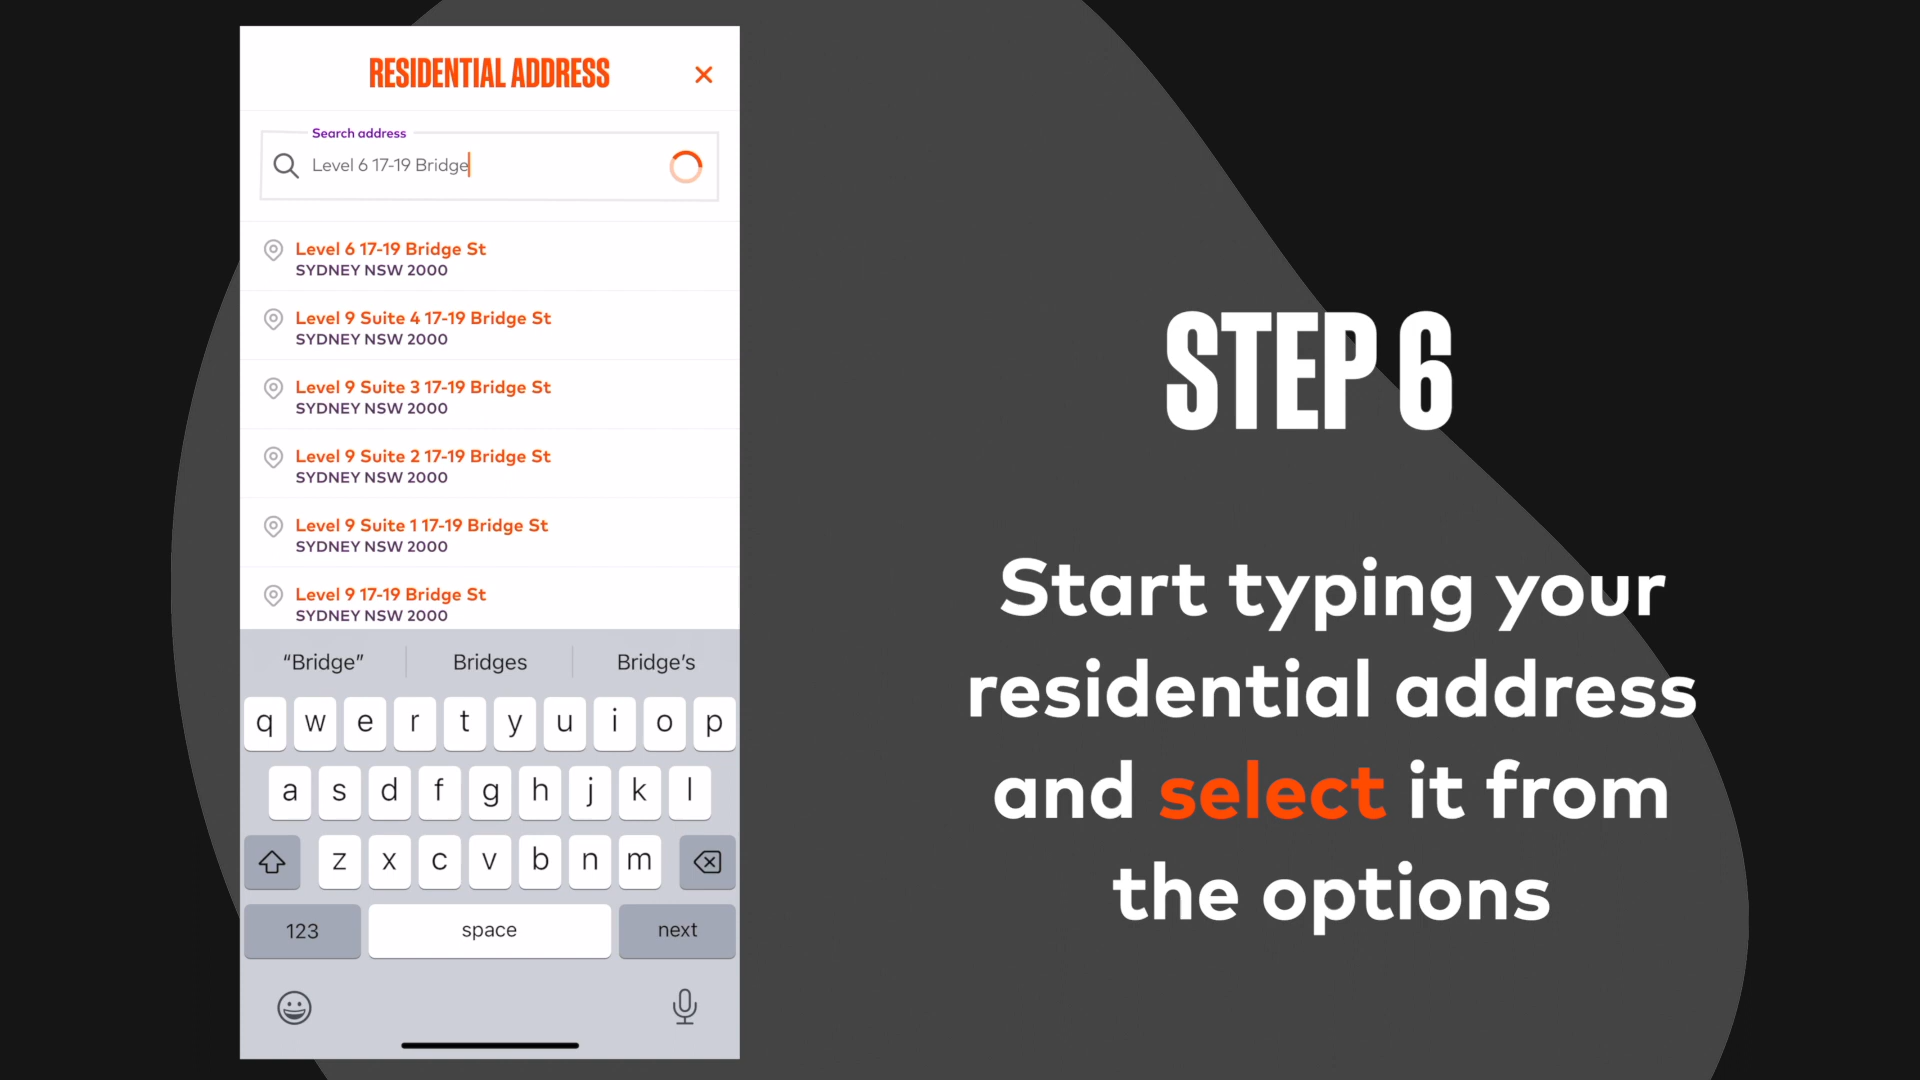 RESIDENTIAL ADDRESS
Search address
Level 6 17-19 Bridge
Level 6 17-19 Bridge St
SYDNEY NSW 2000
Level 9 Suite 4 17-19 Bridge St
SYDNEY NSW 2000
Level 9 Suite 3 17-19 Bridge St
SYDNEY NSW 2000
Level 9 Suite 2 17-19 Bridge St
SYDNEY NSW 2000
Level 9 Suite 1 17-19 Bridge St
SYDNEY NSW 2000
Level 9 17-19 Bridge St
SYDNEY NSW 2000
“Bridge” Bridges Bridge’s
q w e r t y u i o p
a s d f g h j k l
z x c v b n m
123 space next
STEP 6
Start typing your
residential address
and select it from
the options